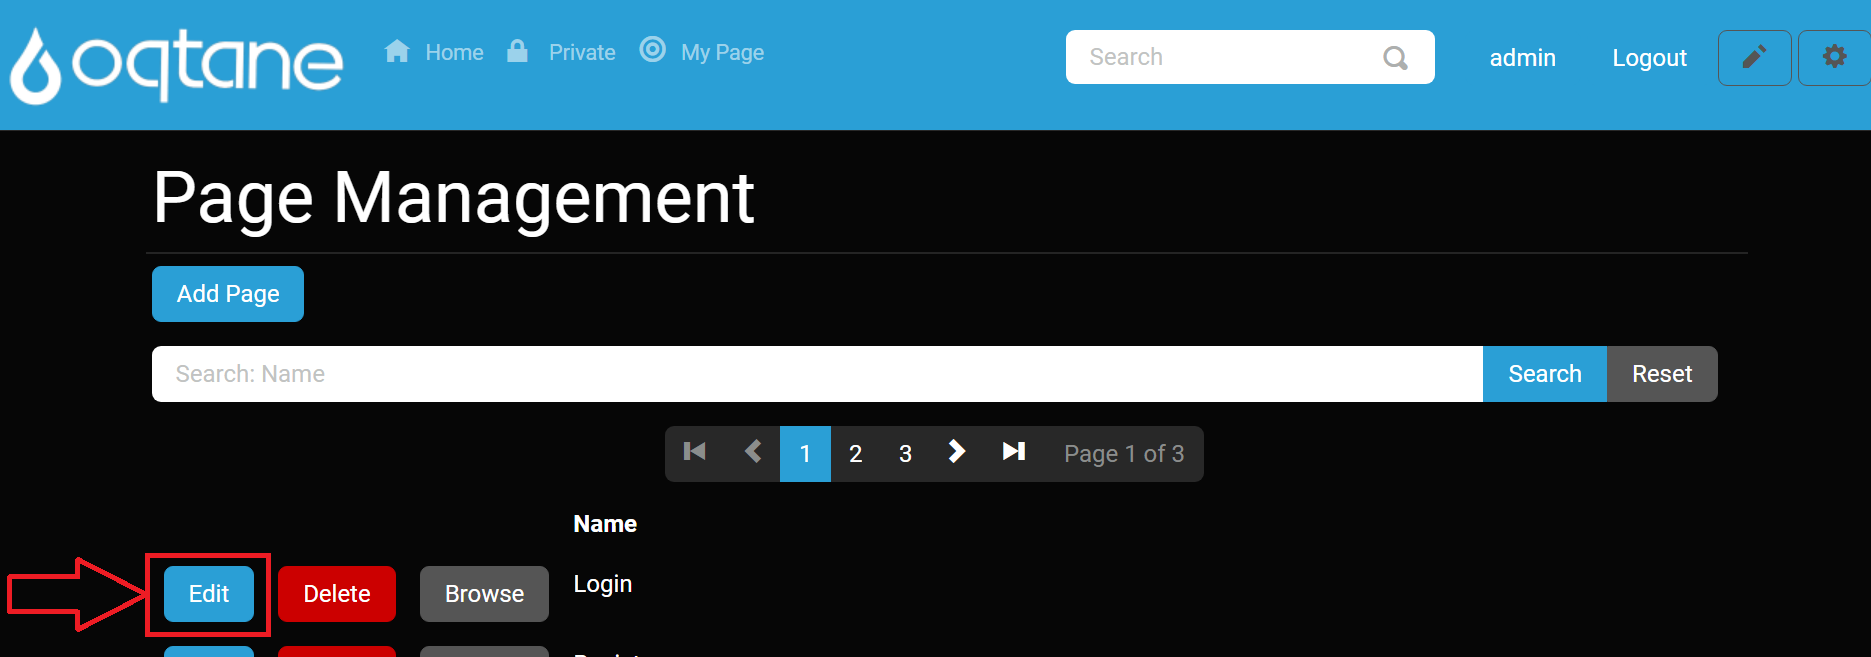 oqtane
Home Private My Page
Search
admin Logout
Page Management
Add Page
Search: Name
Search Reset
1 2 3 Page 1 of 3
Name
Edit Delete Browse Login